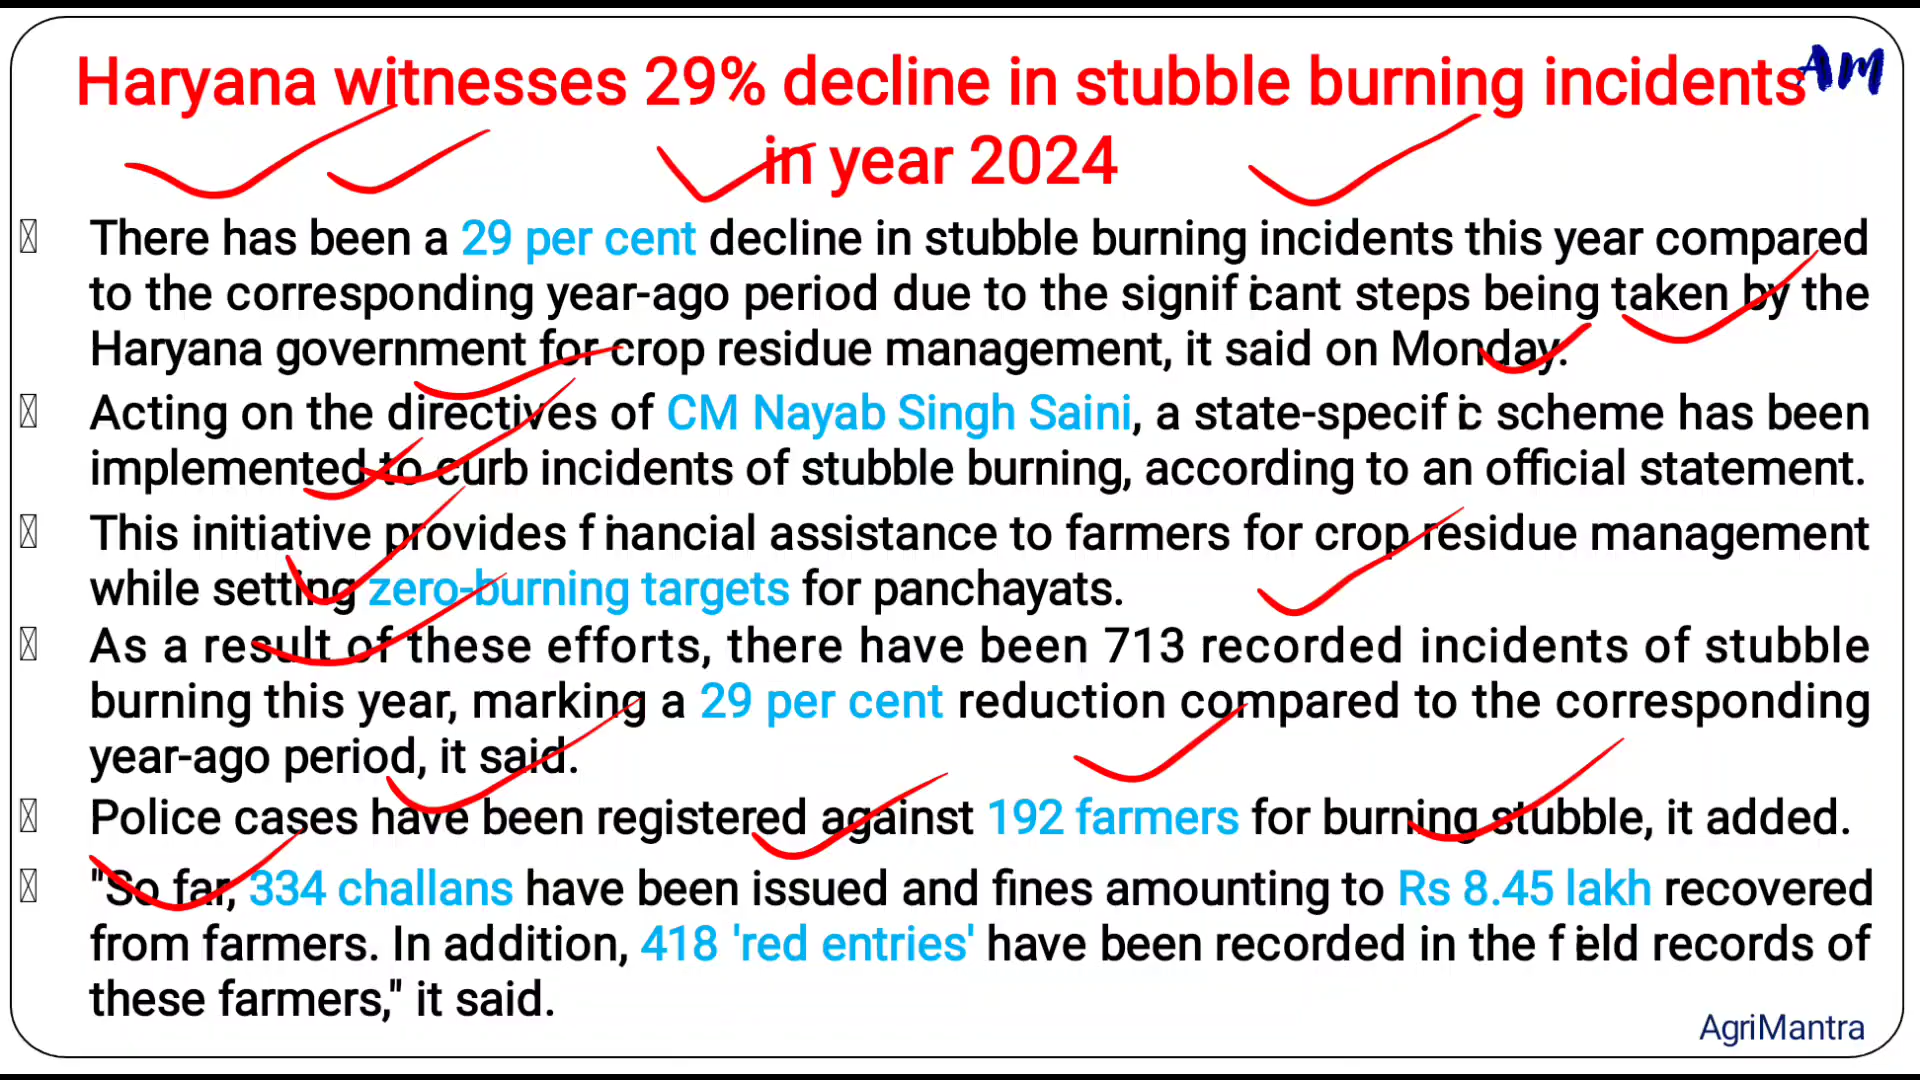 Haryana witnesses 29% decline in stubble burning incidents
AM
in year 2024
There has been a 29 per cent decline in stubble burning incidents this year compared
to the corresponding year-ago period due to the significant steps being taken by the
Haryana government for crop residue management, it said on Monday.
Acting on the directives of CM Nayab Singh Saini, a state-specific scheme has been
implemented to curb incidents of stubble burning, according to an official statement.
This initiative provides financial assistance to farmers for crop residue management
while setting zero-burning targets for panchayats.
As a result of these efforts, there have been 713 recorded incidents of stubble
burning this year, marking a 29 per cent reduction compared to the corresponding
year-ago period, it said.
Police cases have been registered against 192 farmers for burning stubble, it added.
"So far, 334 challans have been issued and fines amounting to Rs 8.45 lakh recovered
from farmers. In addition, 418 'red entries' have been recorded in the field records of
these farmers," it said.
AgriMantra